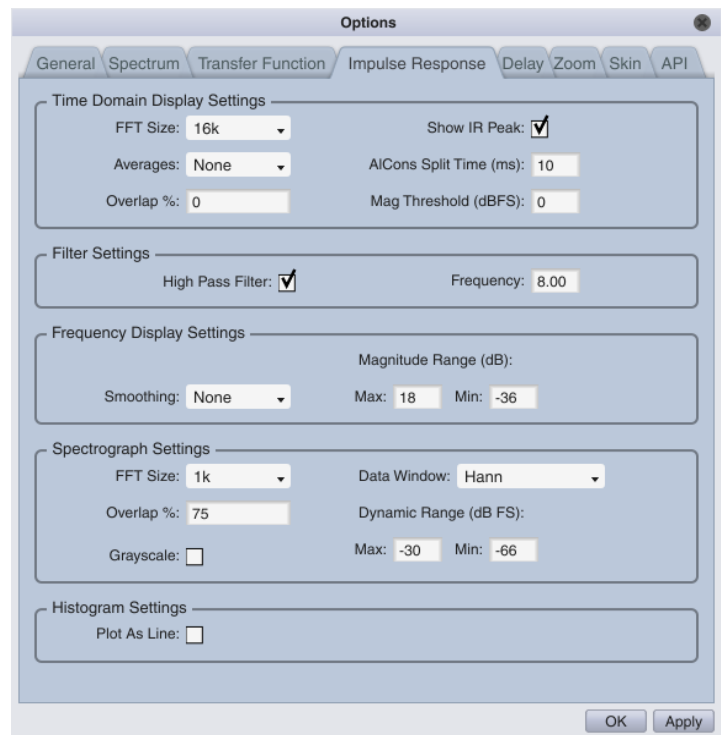 Options
General Spectrum Transfer Function Impulse Response Delay Zoom Skin API
Time Domain Display Settings
FFT Size: 16k Show IR Peak:
Averages: None AlCons Split Time (ms): 10
Overlap %: 0 Mag Threshold (dBFS): 0
Filter Settings
High Pass Filter: Frequency: 8.00
Frequency Display Settings
Magnitude Range (dB):
Smoothing: None Max: 18 Min: -36
Spectrograph Settings
FFT Size: 1k Data Window: Hann
Overlap %: 75 Dynamic Range (dB FS):
Grayscale: Max: -30 Min: -66
Histogram Settings
Plot As Line:
OK Apply